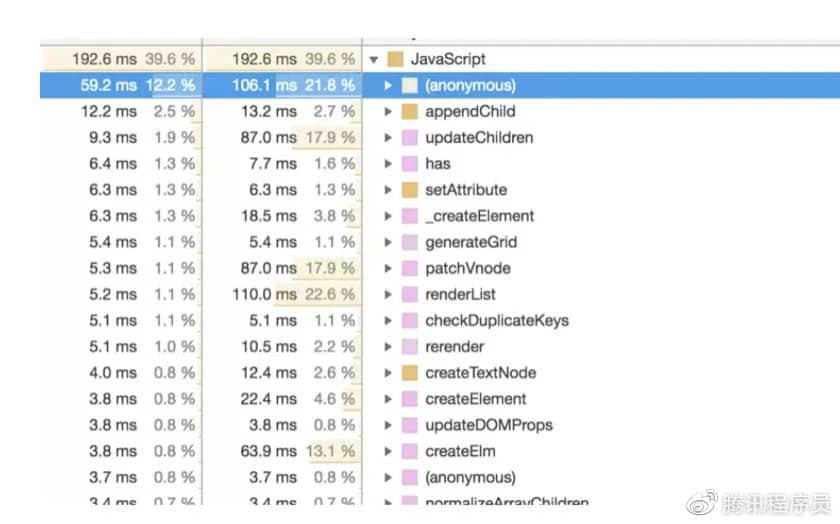 192.6 ms 39.6 % 192.6 ms 39.6 % JavaScript
59.2 ms 12.2 % 106.1 ms 21.8 % (anonymous)
12.2 ms 2.5 % 13.2 ms 2.7 % appendChild
9.3 ms 1.9 % 87.0 ms 17.9 % updateChildren
6.4 ms 1.3 % 7.7 ms 1.6 % has
6.3 ms 1.3 % 6.3 ms 1.3 % setAttribute
6.3 ms 1.3 % 18.5 ms 3.8 % _createElement
5.4 ms 1.1 % 5.4 ms 1.1 % generateGrid
5.3 ms 1.1 % 87.0 ms 17.9 % patchVnode
5.2 ms 1.1 % 110.0 ms 22.6 % renderList
5.1 ms 1.1 % 5.1 ms 1.1 % checkDuplicateKeys
5.1 ms 1.0 % 10.5 ms 2.2 % rerender
4.0 ms 0.8 % 12.4 ms 2.6 % createTextNode
3.8 ms 0.8 % 22.4 ms 4.6 % createElement
3.8 ms 0.8 % 3.8 ms 0.8 % updateDOMProps
3.8 ms 0.8 % 63.9 ms 13.1 % createElm
3.7 ms 0.8 % 3.7 ms 0.8 % (anonymous)
3.4 ms 0.7 % 3.4 ms 0.7 % normalizeArrayChildren
@腾讯程序员